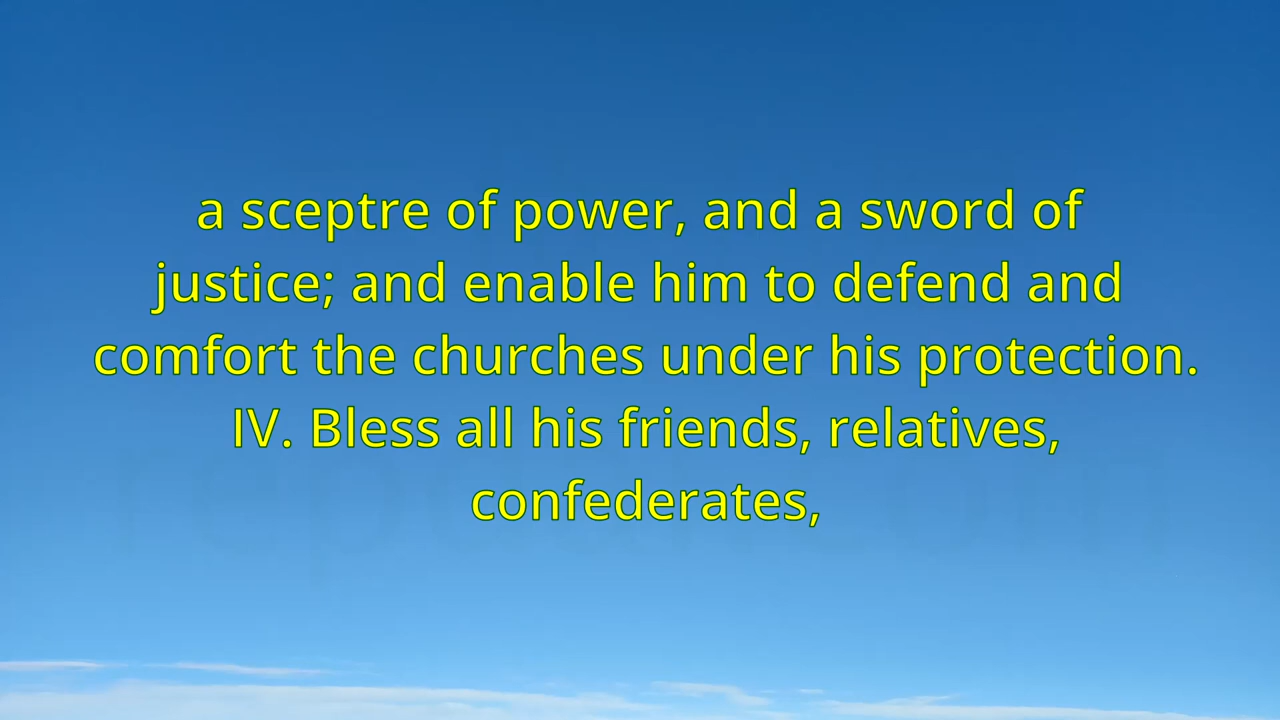 a sceptre of power, and a sword of
justice; and enable him to defend and
comfort the churches under his protection.
IV. Bless all his friends, relatives,
confederates,